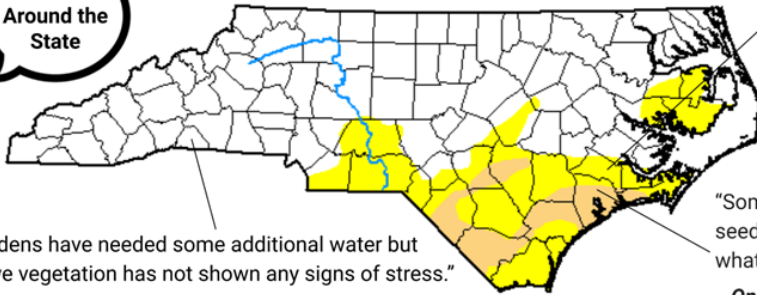 Around the
State
dens have needed some additional water but
e vegetation has not shown any signs of stress.”
“Son
seed
what